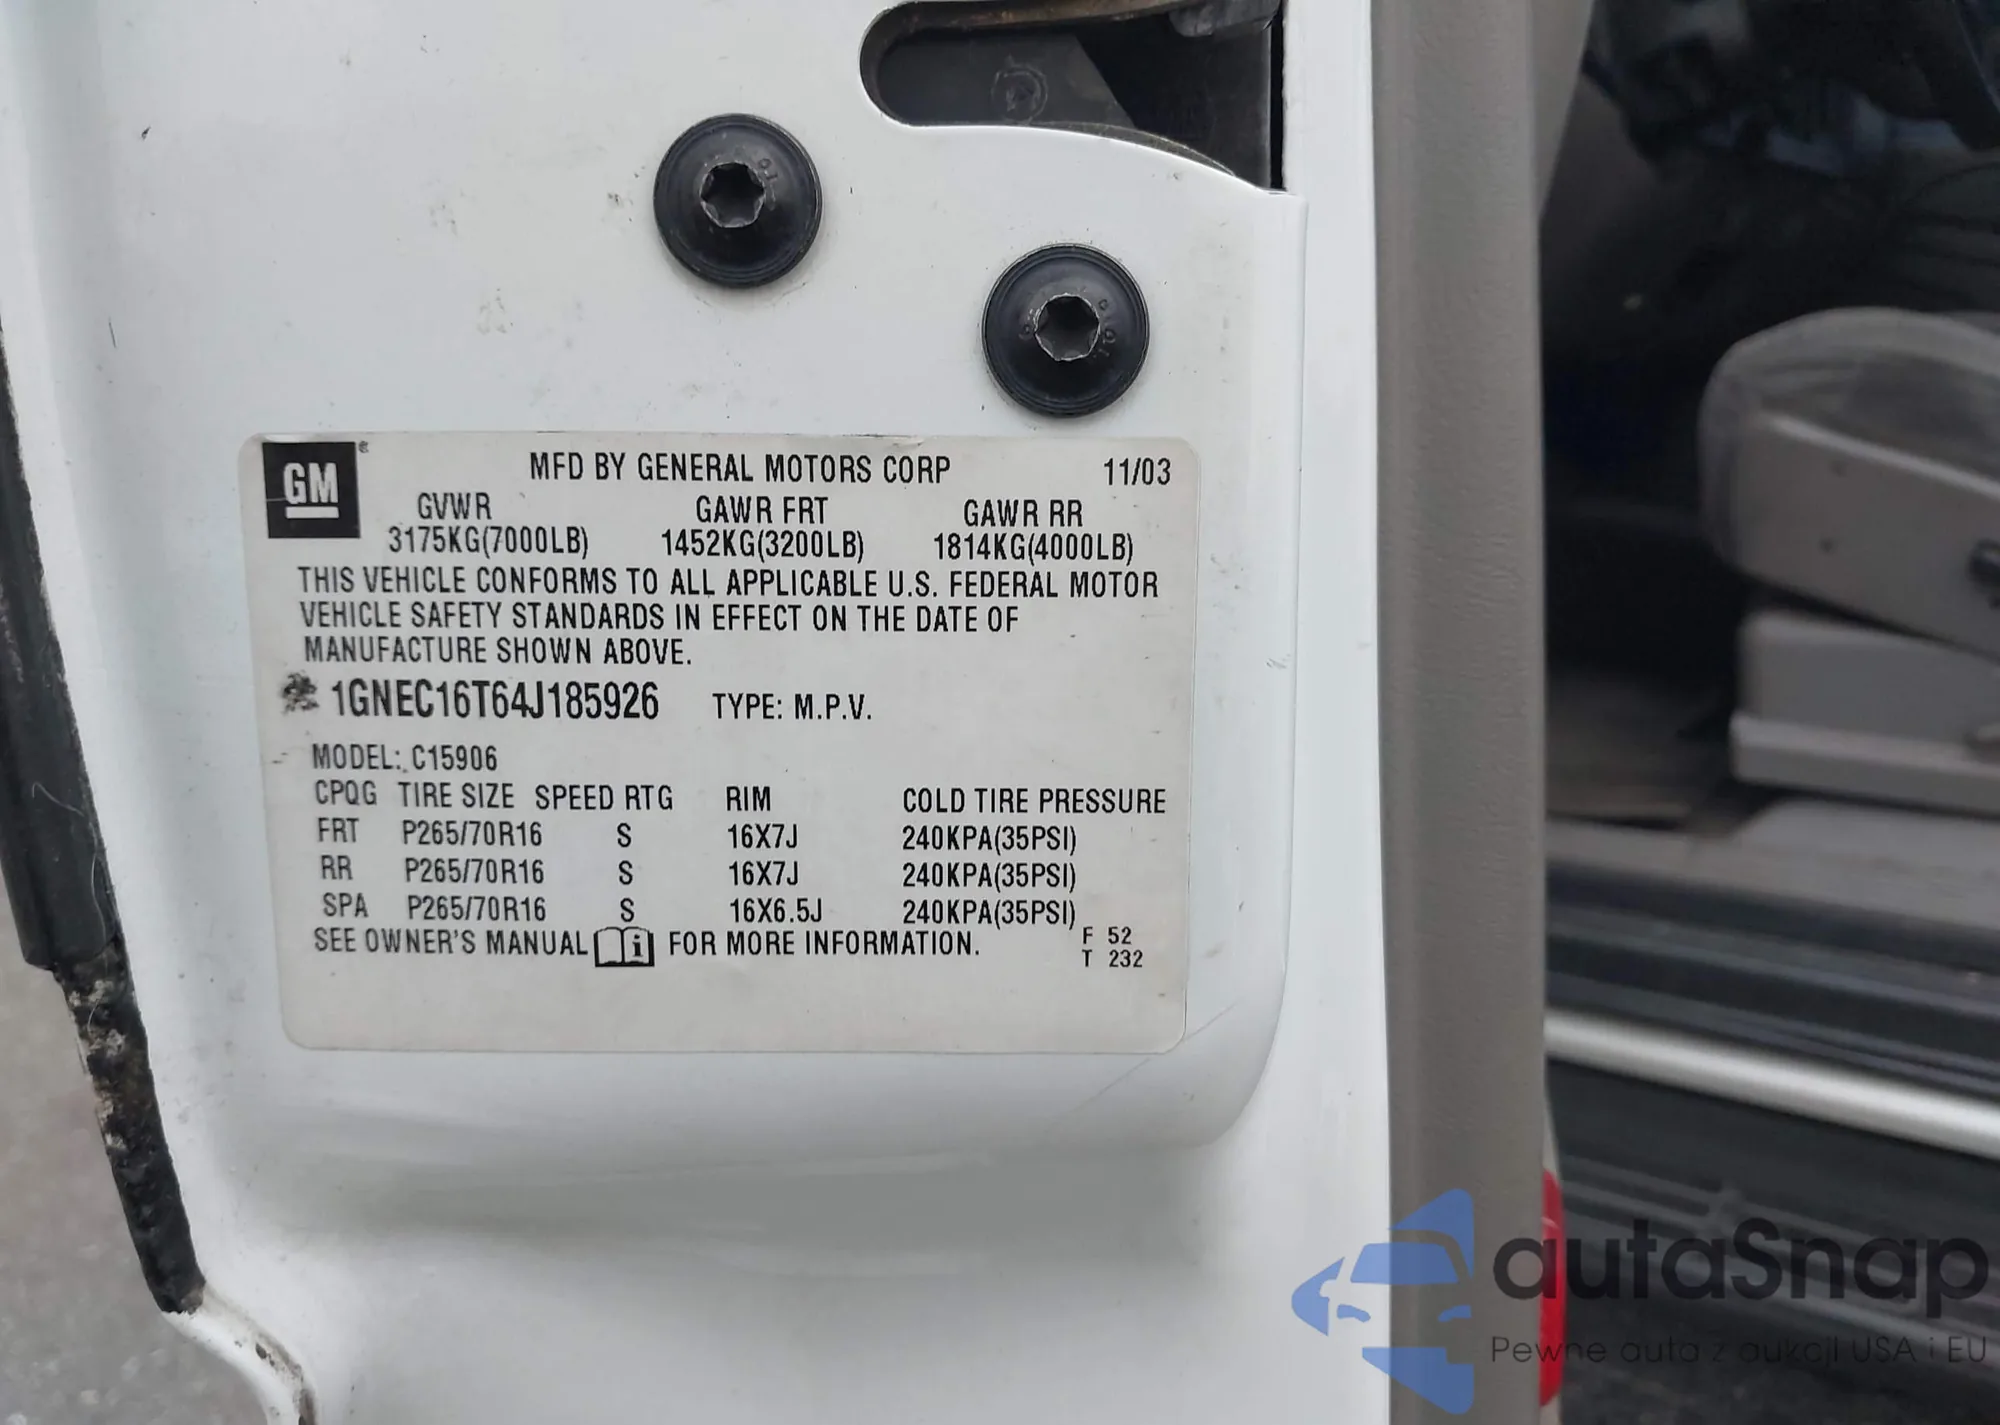 GM ®
MFD BY GENERAL MOTORS CORP 11/03
GVWR GAWR FRT GAWR RR
3175KG(7000LB) 1452KG(3200LB) 1814KG(4000LB)
THIS VEHICLE CONFORMS TO ALL APPLICABLE U.S. FEDERAL MOTOR
VEHICLE SAFETY STANDARDS IN EFFECT ON THE DATE OF
MANUFACTURE SHOWN ABOVE.
1GNEC16T64J185926 TYPE: M.P.V.
MODEL: C15906
CPQG TIRE SIZE SPEED RTG RIM COLD TIRE PRESSURE
FRT P265/70R16 S 16X7J 240KPA(35PSI)
RR P265/70R16 S 16X7J 240KPA(35PSI)
SPA P265/70R16 S 16X6.5J 240KPA(35PSI)
SEE OWNER'S MANUAL i FOR MORE INFORMATION.
F 52
T 232
autaSnap
Pewne auta z aukcji USA i EU